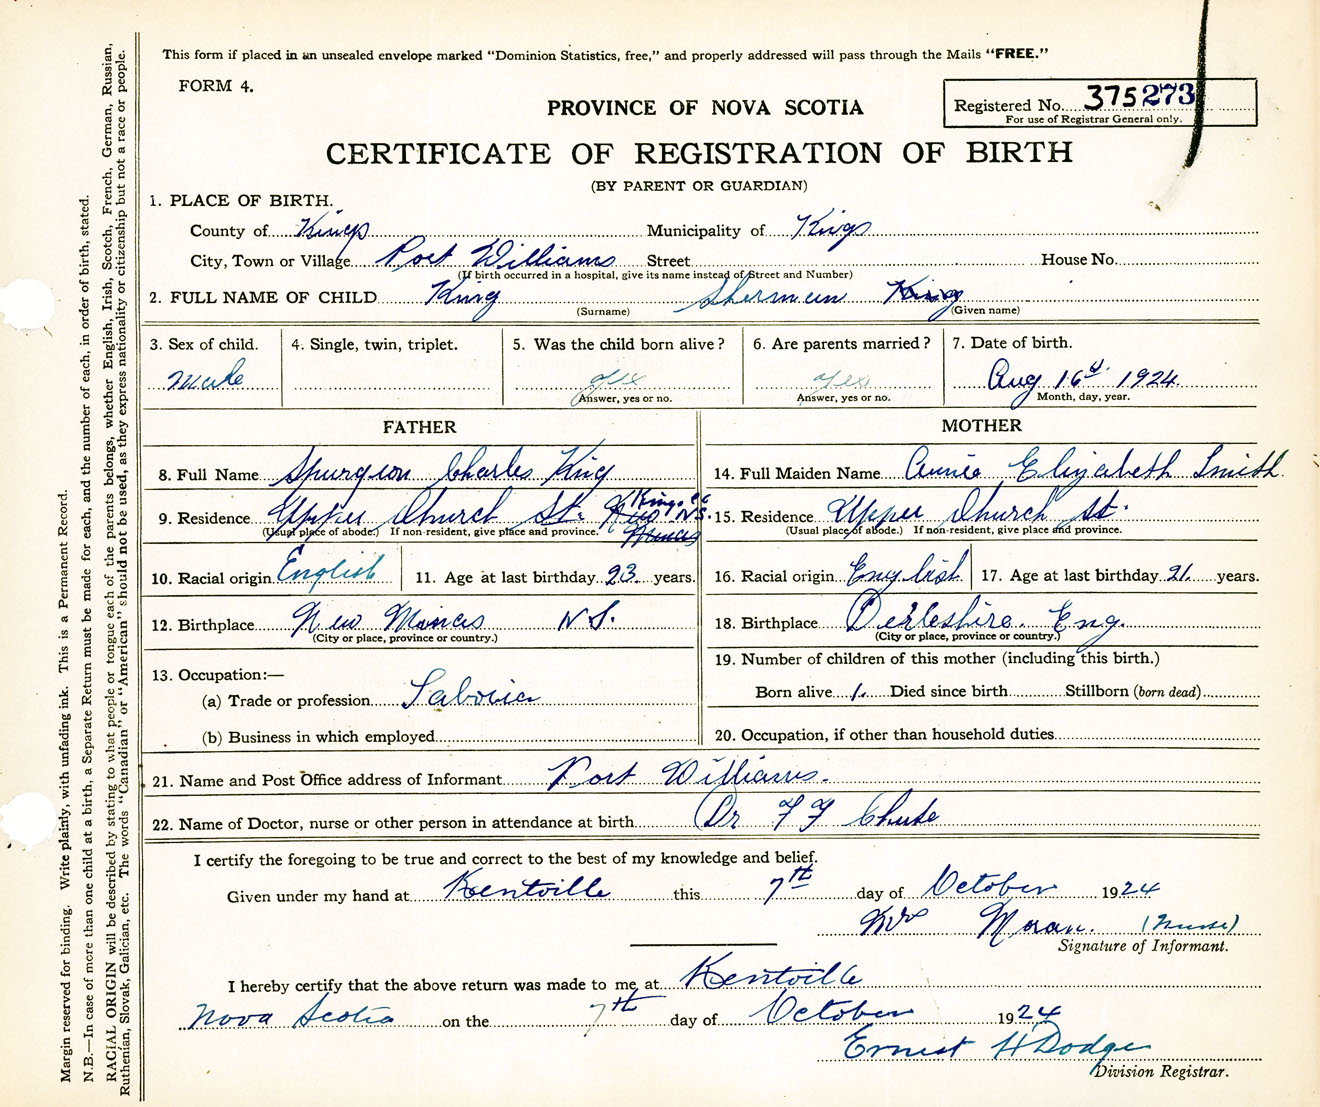 This form if placed in an unsealed envelope marked "Dominion Statistics, free," and properly addressed will pass through the Mails "FREE."
FORM 4.
Registered No. 375273
For use of Registrar General only.
PROVINCE OF NOVA SCOTIA
CERTIFICATE OF REGISTRATION OF BIRTH
(BY PARENT OR GUARDIAN)
1. PLACE OF BIRTH.
County of Kings Municipality of Kings
City, Town or Village Port Williams Street House No.
(If birth occurred in a hospital, give its name instead of Street and Number)
2. FULL NAME OF CHILD King Sherman King
(Surname) (Given name)
3. Sex of child. 4. Single, twin, triplet. 5. Was the child born alive? 6. Are parents married? 7. Date of birth.
Male yes yes Aug 16th 1924
Answer, yes or no. Answer, yes or no. Month, day, year.
FATHER MOTHER
8. Full Name Spurgeon Charles King 14. Full Maiden Name Annie Elizabeth Smith
9. Residence Upper Church St. Kings Co N.S. New Minas 15. Residence Upper Church St.
(Usual place of abode.) If non-resident, give place and province. (Usual place of abode.) If non-resident, give place and province.
10. Racial origin English 11. Age at last birthday 23 years. 16. Racial origin English 17. Age at last birthday 21 years.
12. Birthplace New Minas N.S. 18. Birthplace Derbeshire. Eng.
(City or place, province or country.) (City or place, province or country.)
13. Occupation:— 19. Number of children of this mother (including this birth.)
(a) Trade or profession Born alive 1. Died since birth Stillborn (born dead)
(b) Business in which employed 20. Occupation, if other than household duties
21. Name and Post Office address of Informant Port Williams.
22. Name of Doctor, nurse or other person in attendance at birth Dr F F Chute
I certify the foregoing to be true and correct to the best of my knowledge and belief.
Given under my hand at Kentville this 7th day of October 1924
Mrs Moran. (Nurse)
Signature of Informant.
I hereby certify that the above return was made to me at Kentville
Nova Scotia on the 7th day of October 1924
Ernest H Dodge
Division Registrar.
Margin reserved for binding. Write plainly, with unfading ink. This is a Permanent Record.
N.B.—In case of more than one child at a birth, a Separate Return must be made for each, and the number of each, in order of birth, stated.
RACIAL ORIGIN will be described by stating to what people or tongue each of the parents belongs, whether English, Irish, Scotch, French, German, Russian,
Ruthenian, Slovak, Galician, etc. The words "Canadian" or "American" should not be used, as they express nationality or citizenship but not a race or people.